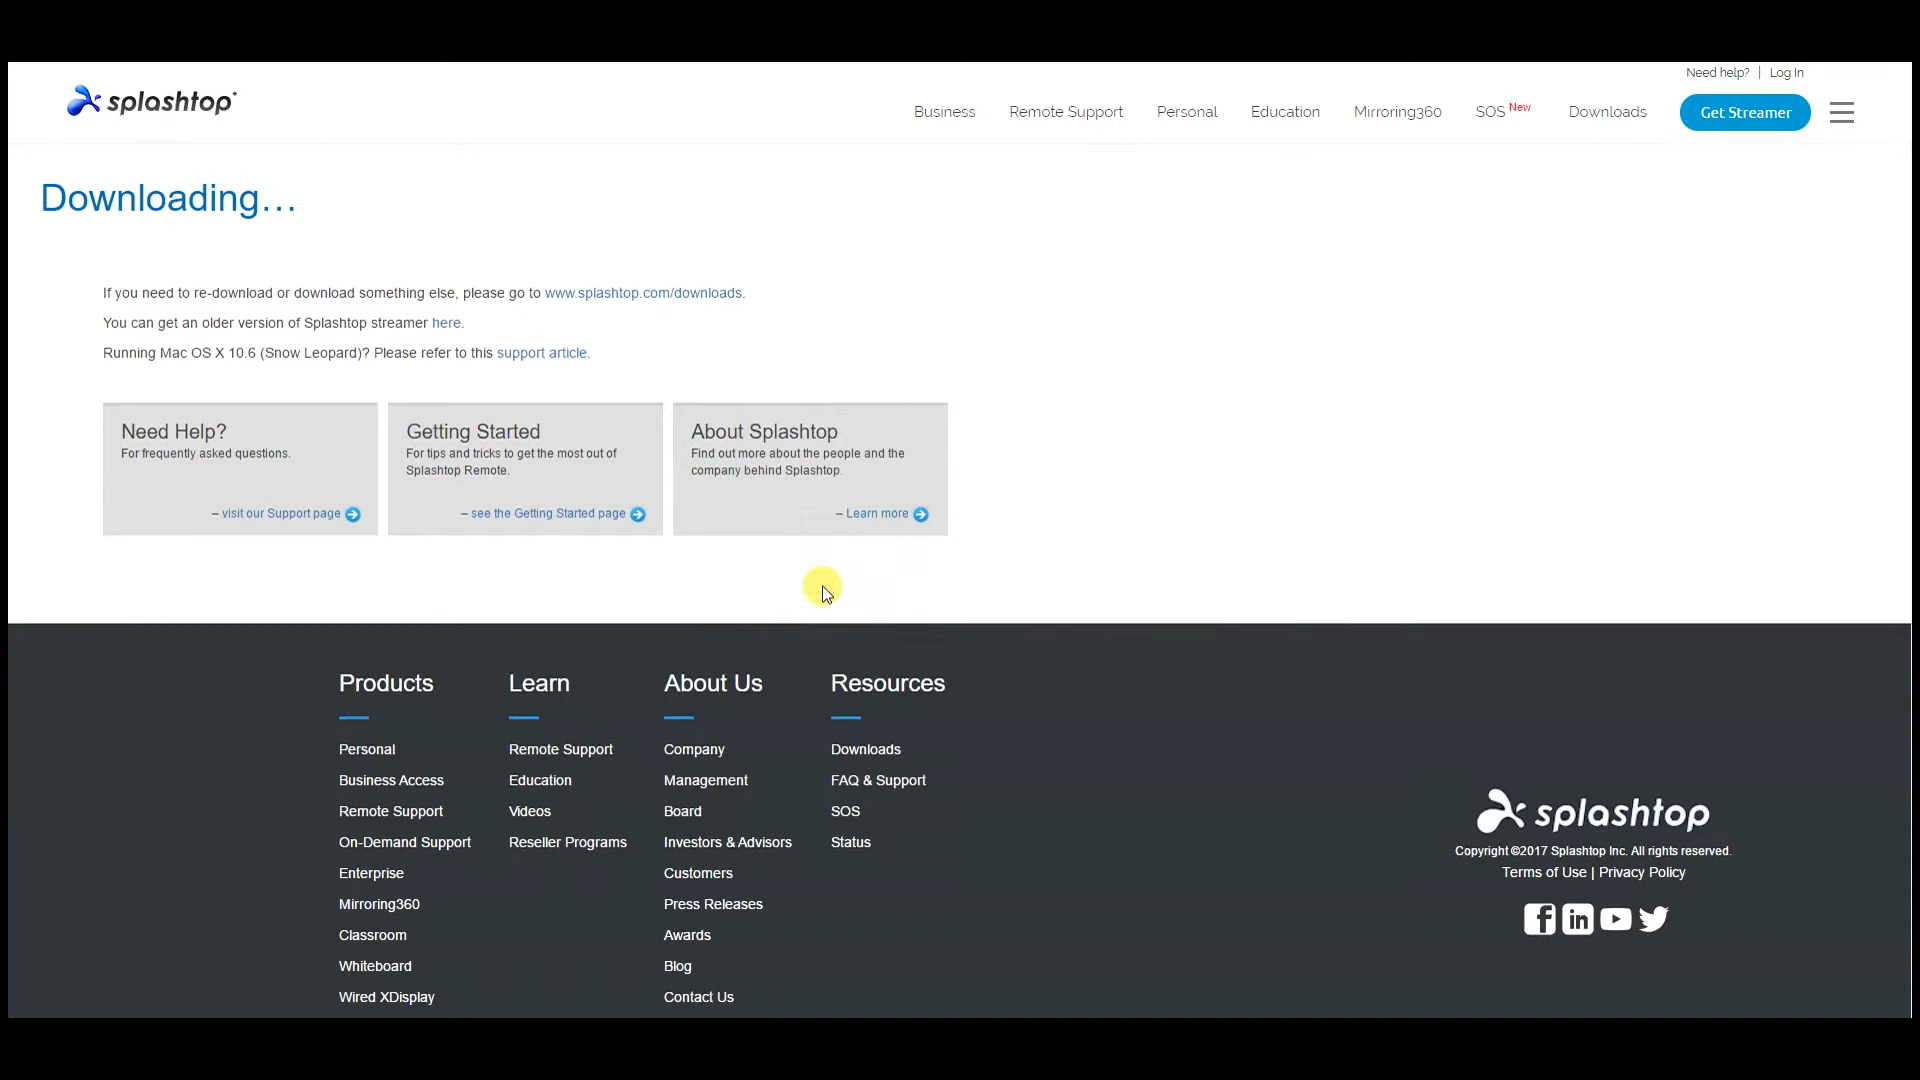 Need help? | Log In
splashtop
Business Remote Support Personal Education Mirroring360 SOS New Downloads Get Streamer
Downloading…
If you need to re-download or download something else, please go to www.splashtop.com/downloads.
You can get an older version of Splashtop streamer here.
Running Mac OS X 10.6 (Snow Leopard)? Please refer to this support article.
Need Help?
For frequently asked questions.
– visit our Support page
Getting Started
For tips and tricks to get the most out of
Splashtop Remote.
– see the Getting Started page
About Splashtop
Find out more about the people and the
company behind Splashtop.
– Learn more
Products
Personal
Business Access
Remote Support
On-Demand Support
Enterprise
Mirroring360
Classroom
Whiteboard
Wired XDisplay
Learn
Remote Support
Education
Videos
Reseller Programs
About Us
Company
Management
Board
Investors & Advisors
Customers
Press Releases
Awards
Blog
Contact Us
Resources
Downloads
FAQ & Support
SOS
Status
splashtop
Copyright ©2017 Splashtop Inc. All rights reserved.
Terms of Use | Privacy Policy